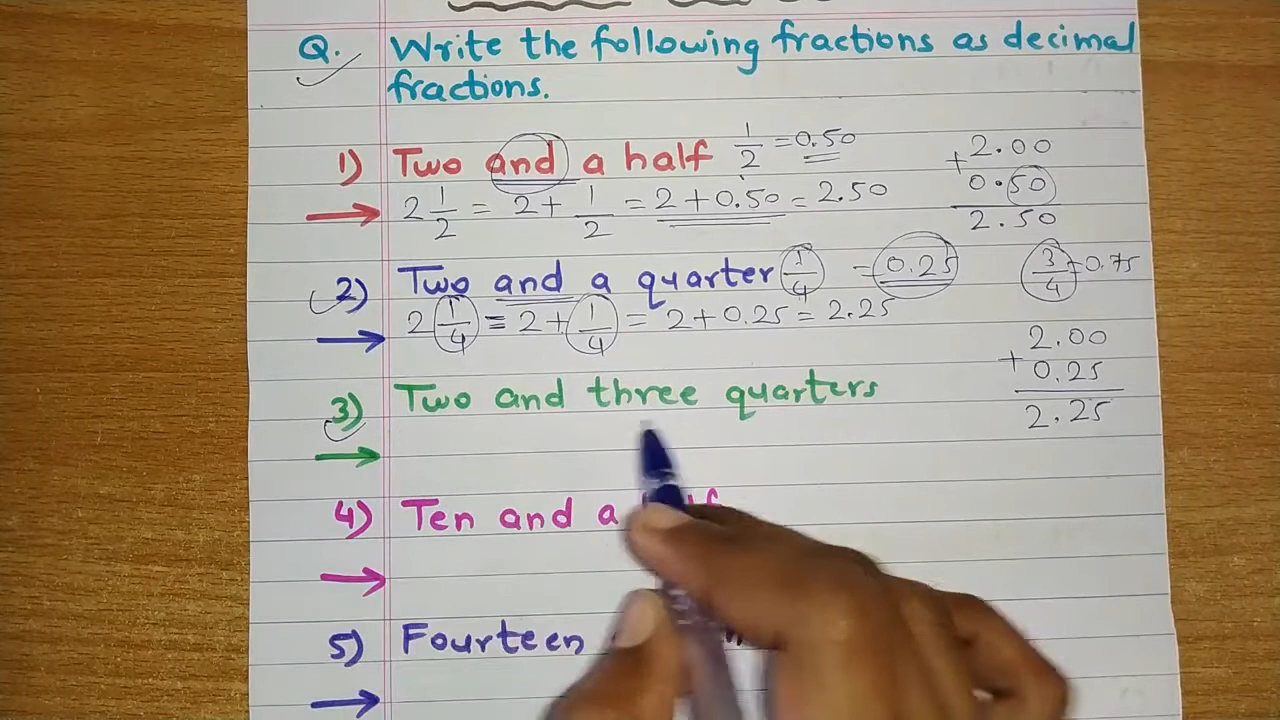 Q. Write the following fractions as decimal
fractions.
1) Two and a half 1/2 = 0.50
2 1/2 = 2 + 1/2 = 2 + 0.50 = 2.50
2.00
+ 0.50
2.50
2) Two and a quarter 1/4 = 0.25 3/4 = 0.75
2 1/4 = 2 + 1/4 = 2 + 0.25 = 2.25
2.00
+ 0.25
2.25
3) Two and three quarters
4) Ten and a
5) Fourteen